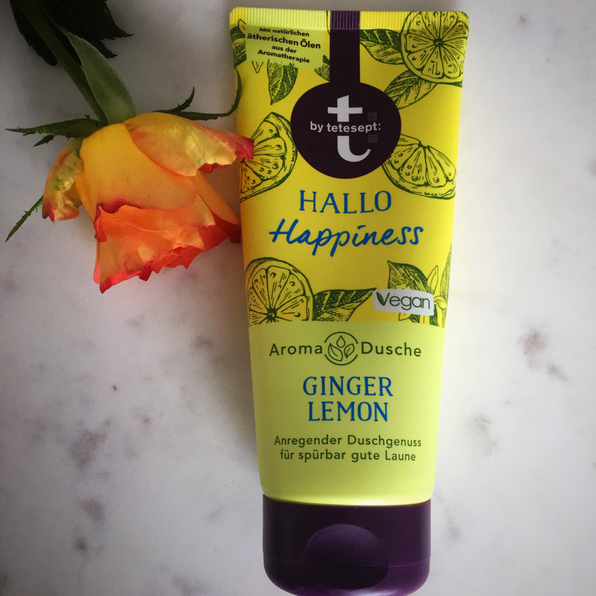 Mit natürlichen
ätherischen Ölen
aus der
Aromatherapie
t
by tetesept:
HALLO
Happiness
Vegan
Aroma Dusche
GINGER
LEMON
Anregender Duschgenuss
für spürbar gute Laune